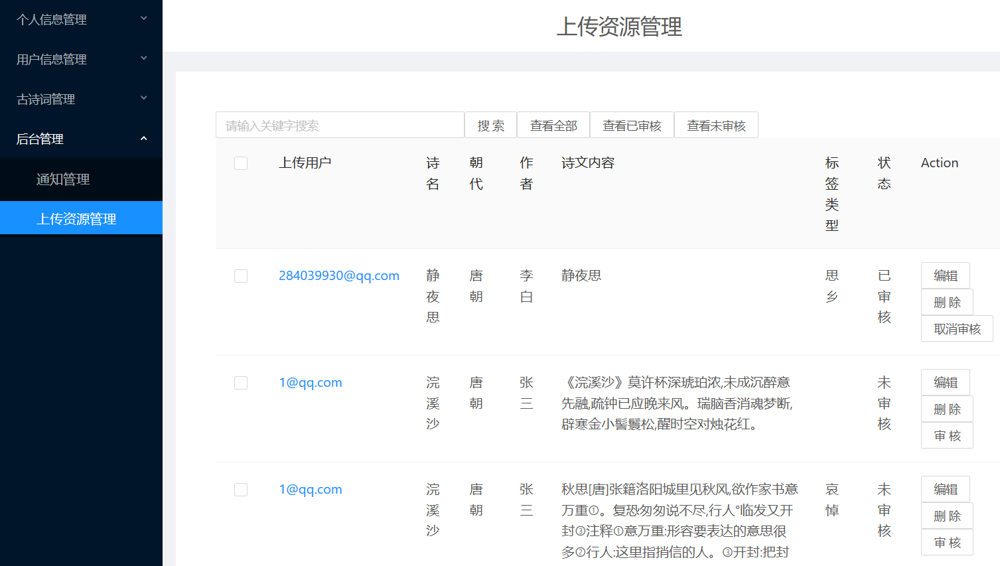 个人信息管理
用户信息管理
古诗词管理
后台管理
通知管理
上传资源管理
上传资源管理
请输入关键字搜索 搜 索 查看全部 查看已审核 查看未审核
上传用户 诗名 朝代 作者 诗文内容 标签类型 状态 Action
284039930@qq.com 静夜思 唐朝 李白 静夜思 思乡 已审核 编辑 删 除 取消审核
1@qq.com 浣溪沙 唐朝 张三 《浣溪沙》莫许杯深琥珀浓,未成沉醉意
先融,疏钟已应晚来风。瑞脑香消魂梦断,
辟寒金小髻鬟松,醒时空对烛花红。
未审核 编辑 删 除 审 核
1@qq.com 浣溪沙 唐朝 张三 秋思[唐]张籍洛阳城里见秋风,欲作家书意
万重①。复恐匆匆说不尽,行人°临发又开
封③注释①意万重:形容要表达的意思很
多②行人:这里指捎信的人。③开封:把封
哀悼 未审核 编辑 删 除 审 核